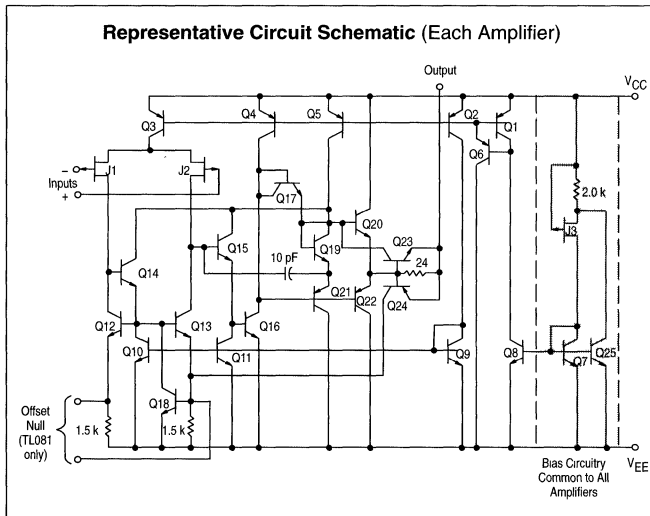 Representative Circuit Schematic (Each Amplifier)
Output
VCC
Q3
Q4
Q5
Q2
Q1
Q6
J1
J2
–
Inputs
+
Q17
2.0 k
J3
Q20
Q15
Q19
Q23
24
10 pF
Q14
Q21
Q22
Q24
Q12
Q13
Q16
Q10
Q11
Q9
Q8
Q7
Q25
Q18
Offset
Null
(TL081
only)
1.5 k
1.5 k
VEE
Bias Circuitry
Common to All
Amplifiers